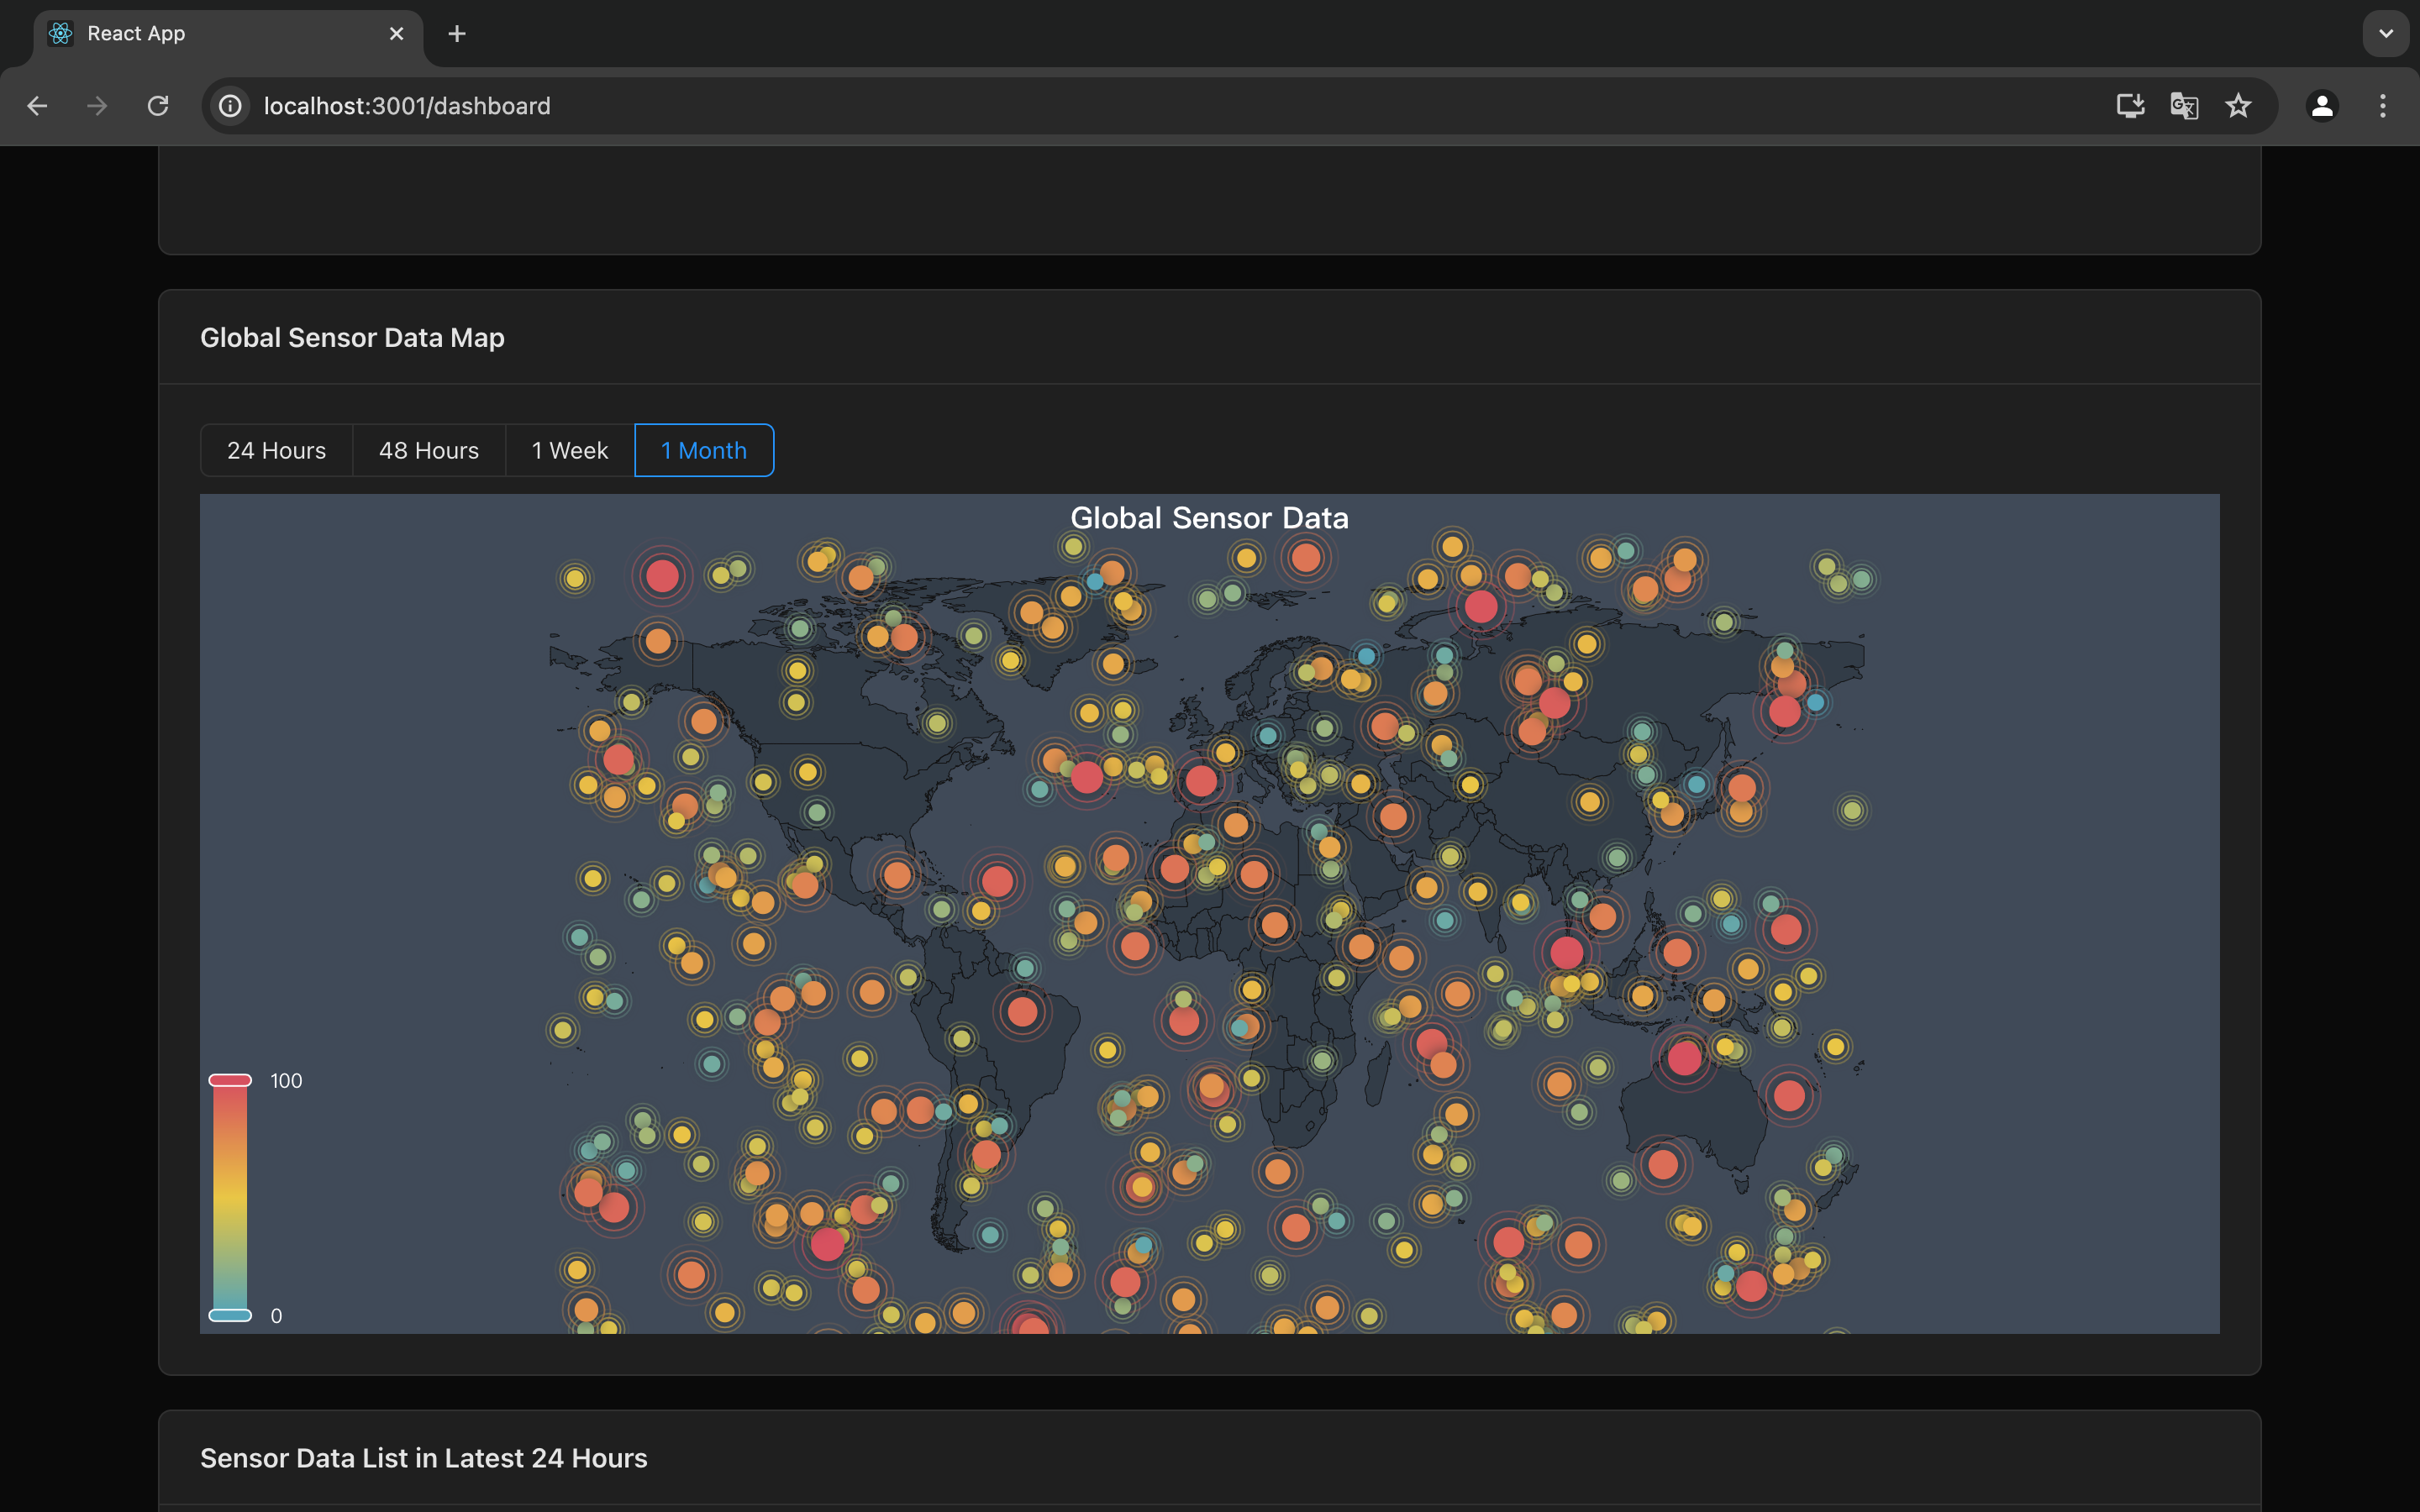 React App
localhost:3001/dashboard
Global Sensor Data Map
24 Hours
48 Hours
1 Week
1 Month
Global Sensor Data
100
0
Sensor Data List in Latest 24 Hours